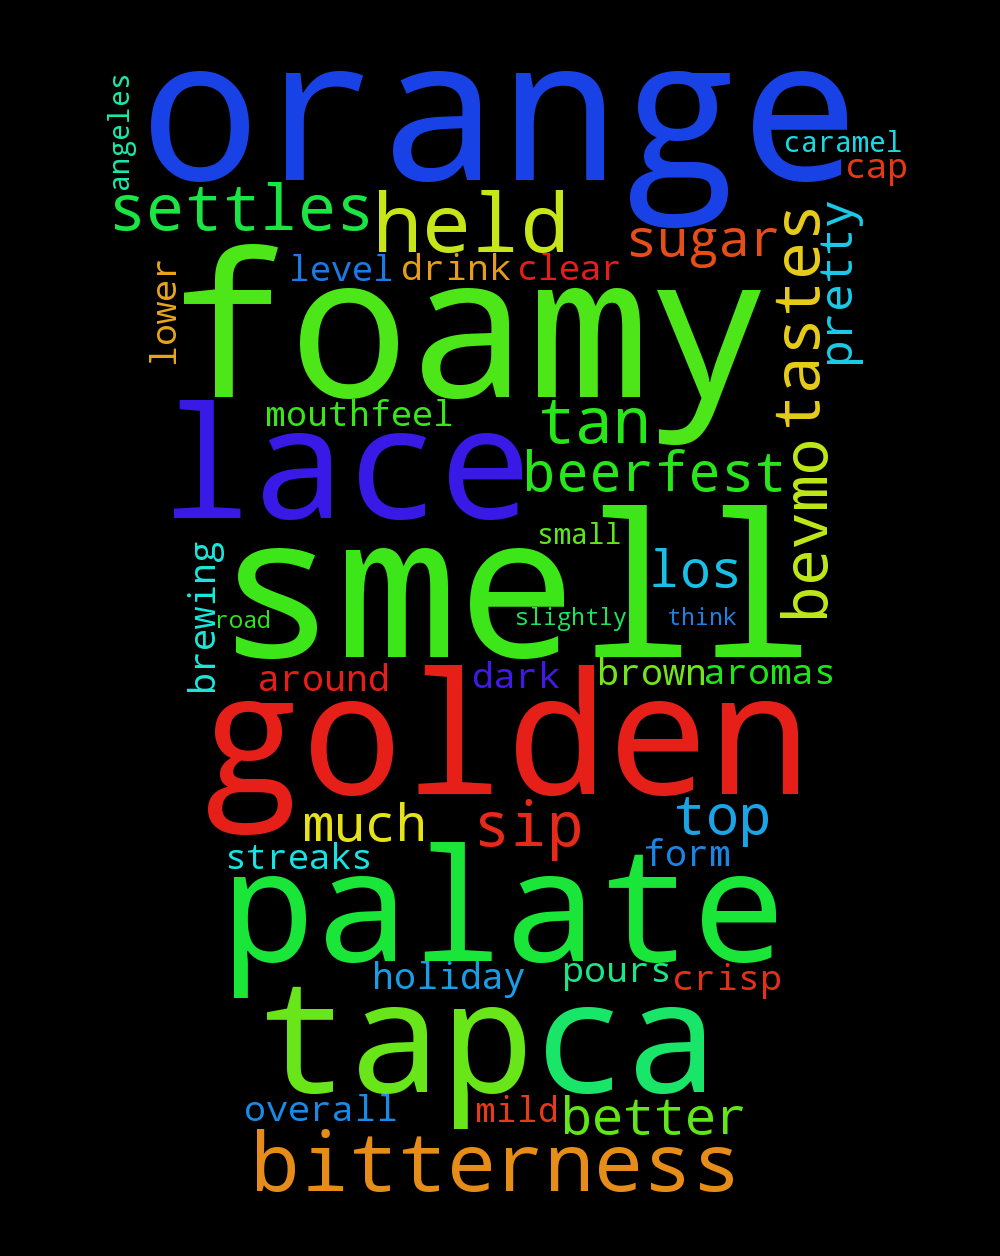 orange
angeles
caramel
cap
settles
held
sugar
tastes
pretty
lower
level
drink
clear
foamy
mouthfeel
tan
lace
beerfest
bevmo
small
smell
los
brewing
road
slightly
think
around
dark
brown
aromas
golden
much
sip
top
streaks
form
palate
holiday
pours
crisp
tap
ca
overall
mild
better
bitterness